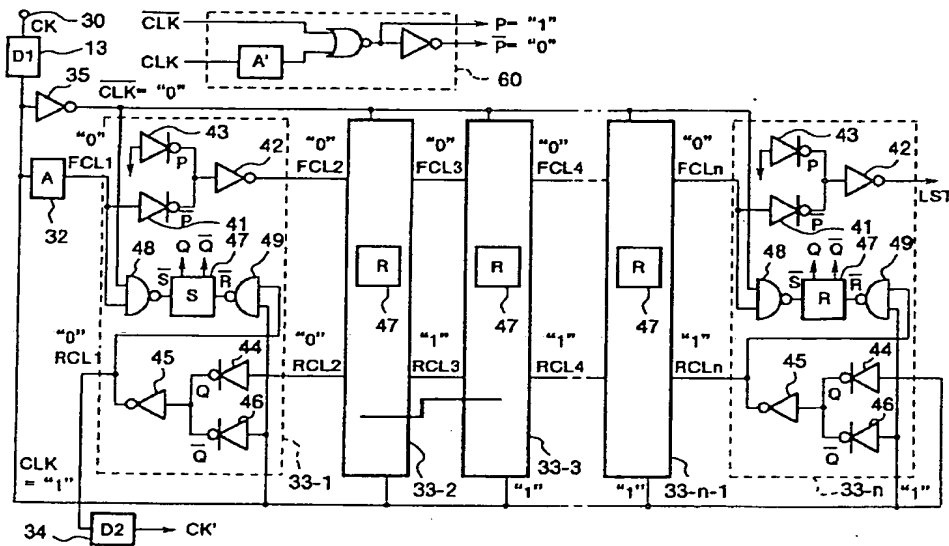 30
CK
D1
13
35
CLK
CLK
A'
P= "1"
P= "0"
60
CLK= "0"
"0"
FCL1
A
32
43
P
42
P
41
48
Q
Q
47
49
S
S
R
"0"
RCL1
45
44
Q
46
Q
33-1
"0"
FCL2
"0"
RCL2
R
47
33-2
"0"
FCL3
"1"
RCL3
R
47
33-3
"1"
"0"
FCL4
"1"
RCL4
R
47
33-n-1
"1"
"0"
FCLn
"1"
RCLn
43
P
42
LST
P
41
48
Q
Q
47
49
S
R
R
45
44
Q
46
Q
33-n
"1"
CLK
= "1"
34
D2
CK'